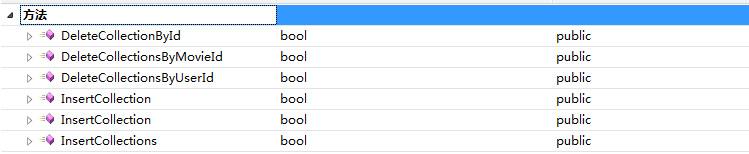 方法
DeleteCollectionById bool public
DeleteCollectionsByMovieId bool public
DeleteCollectionsByUserId bool public
InsertCollection bool public
InsertCollection bool public
InsertCollections bool public